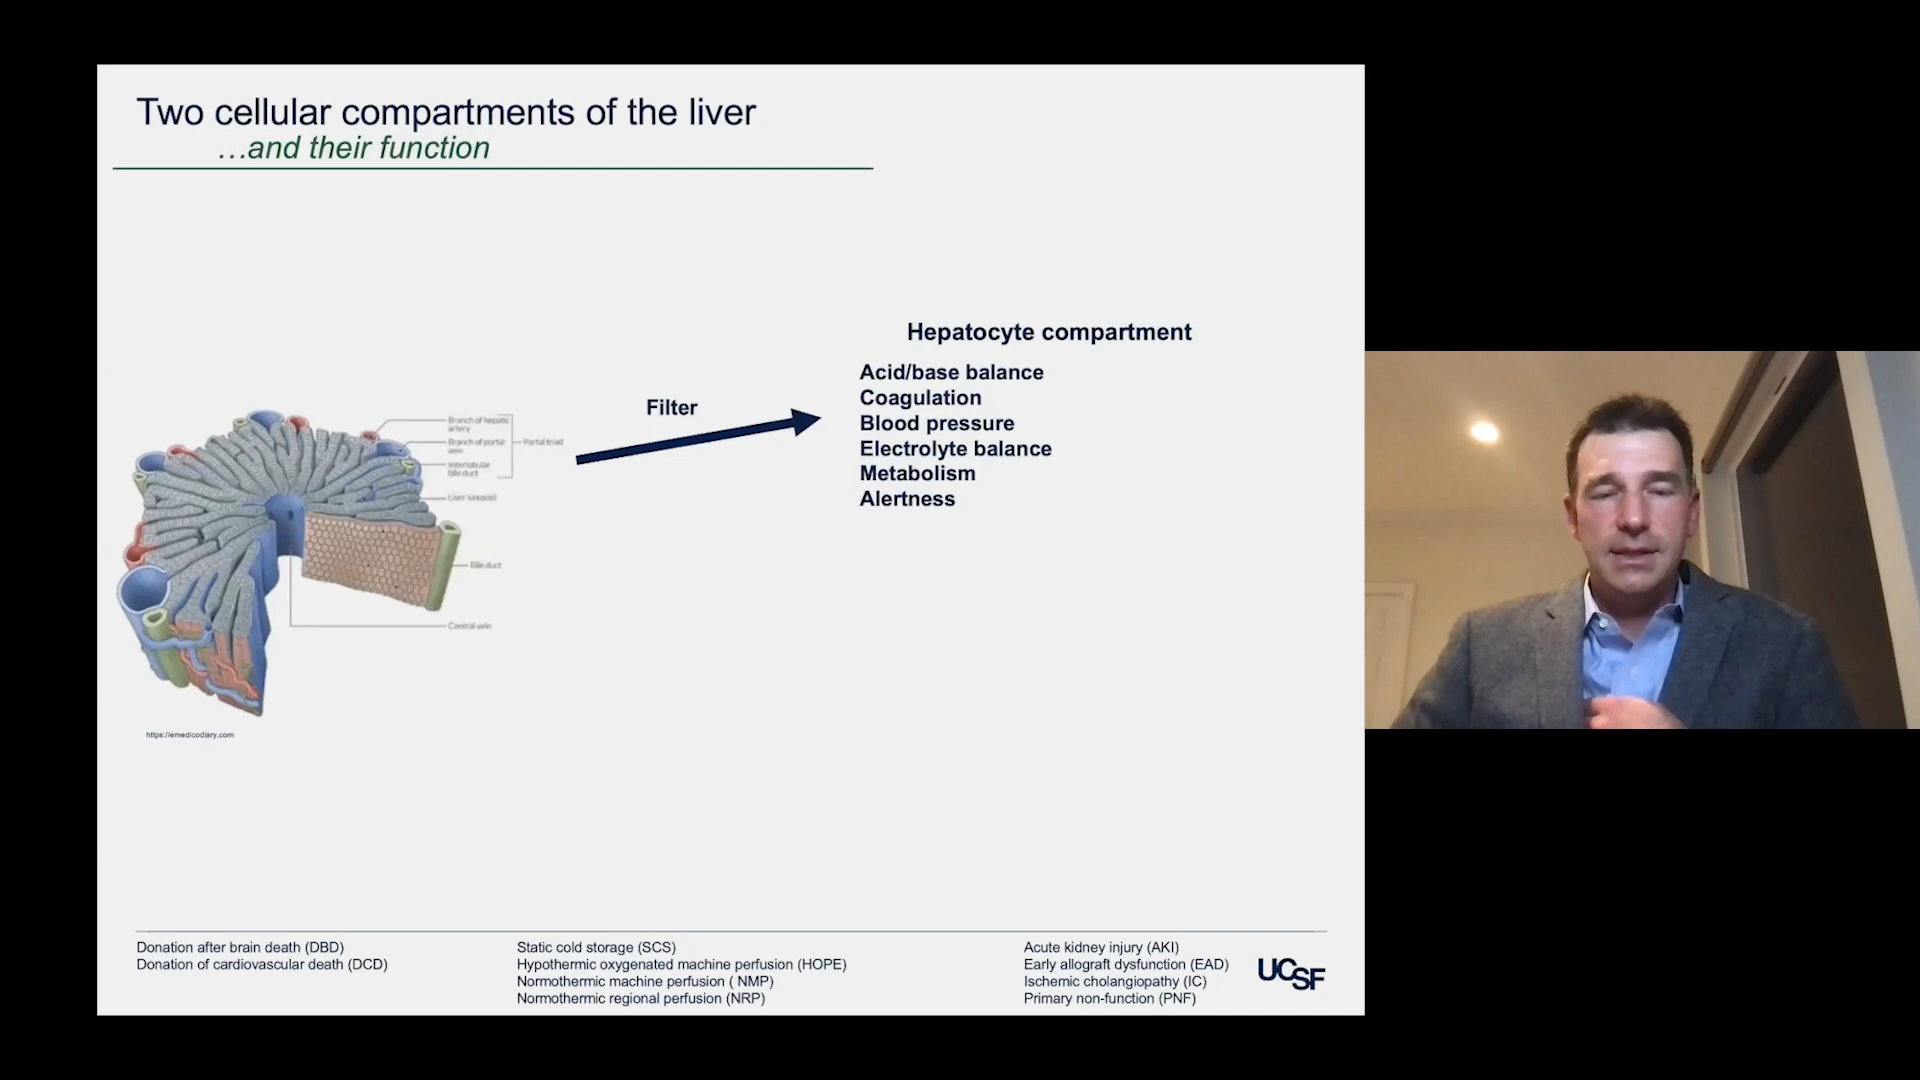 Two cellular compartments of the liver
…and their function
Hepatocyte compartment
Acid/base balance
Coagulation
Blood pressure
Electrolyte balance
Metabolism
Alertness
Filter
Branch of hepatic
artery
Branch of portal
vein
Interlobular
bile duct
Portal triad
Liver sinusoid
Bile duct
Central vein
https://emedicodiary.com
Donation after brain death (DBD)
Donation of cardiovascular death (DCD)
Static cold storage (SCS)
Hypothermic oxygenated machine perfusion (HOPE)
Normothermic machine perfusion ( NMP)
Normothermic regional perfusion (NRP)
Acute kidney injury (AKI)
Early allograft dysfunction (EAD)
Ischemic cholangiopathy (IC)
Primary non-function (PNF)
UCSF